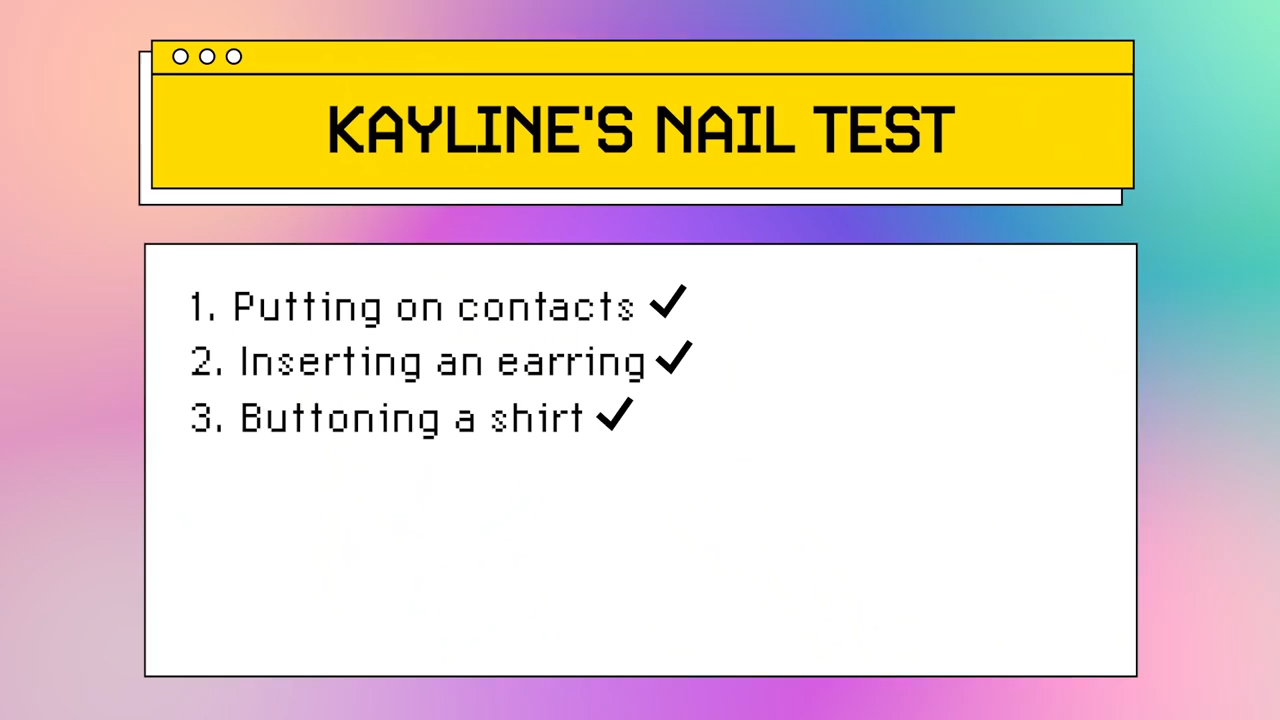 KAYLINE'S NAIL TEST
1. Putting on contacts ✓
2. Inserting an earring ✓
3. Buttoning a shirt ✓